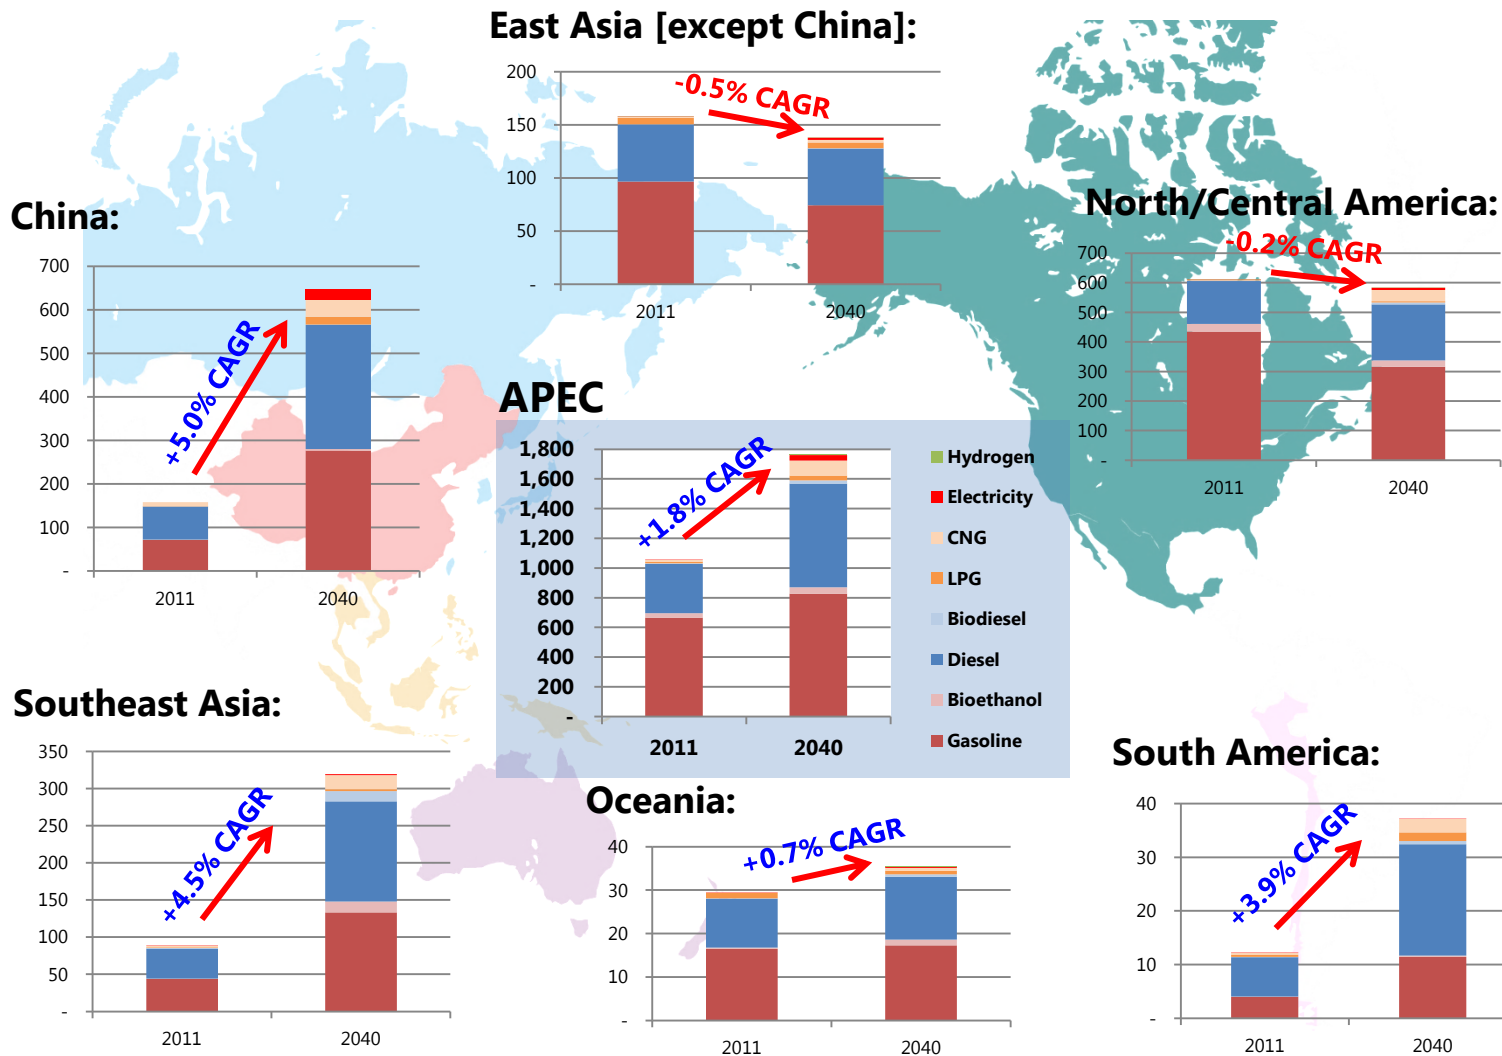 East Asia [except China]:
200
150
100
50
-
-0.5% CAGR
2011
2040
China:
700
600
500
400
300
200
100
-
+5.0% CAGR
2011
2040
North/Central America:
700
600
500
400
300
200
100
-
-0.2% CAGR
2011
2040
APEC
1,800
1,600
1,400
1,200
1,000
800
600
400
200
-
+1.8% CAGR
2011
2040
Hydrogen
Electricity
CNG
LPG
Biodiesel
Diesel
Bioethanol
Gasoline
Southeast Asia:
350
300
250
200
150
100
50
-
+4.5% CAGR
2011
2040
Oceania:
40
30
20
10
-
+0.7% CAGR
2011
2040
South America:
40
30
20
10
-
+3.9% CAGR
2011
2040